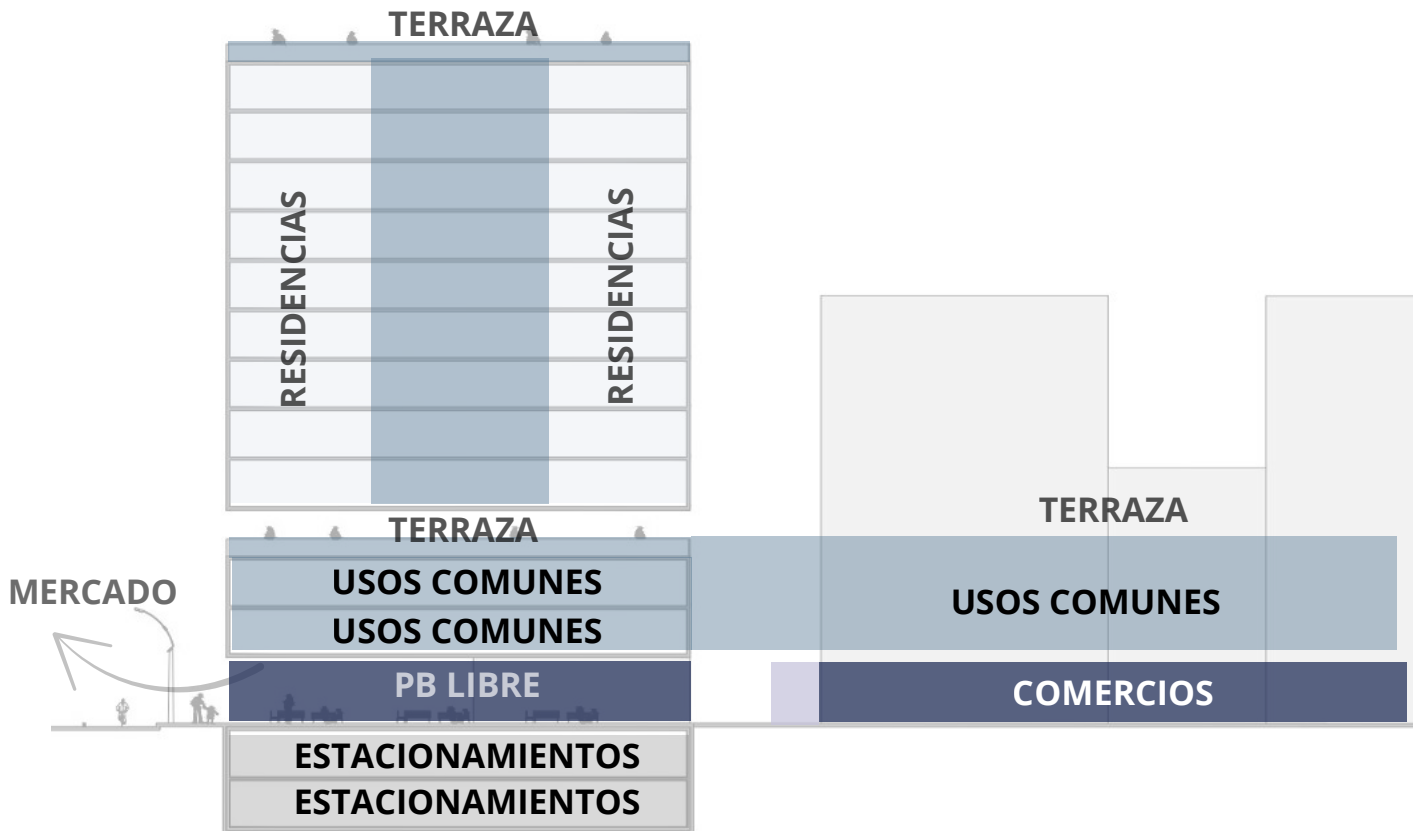 TERRAZA
RESIDENCIAS
RESIDENCIAS
TERRAZA
TERRAZA
USOS COMUNES
MERCADO
USOS COMUNES
USOS COMUNES
PB LIBRE
COMERCIOS
ESTACIONAMIENTOS
ESTACIONAMIENTOS